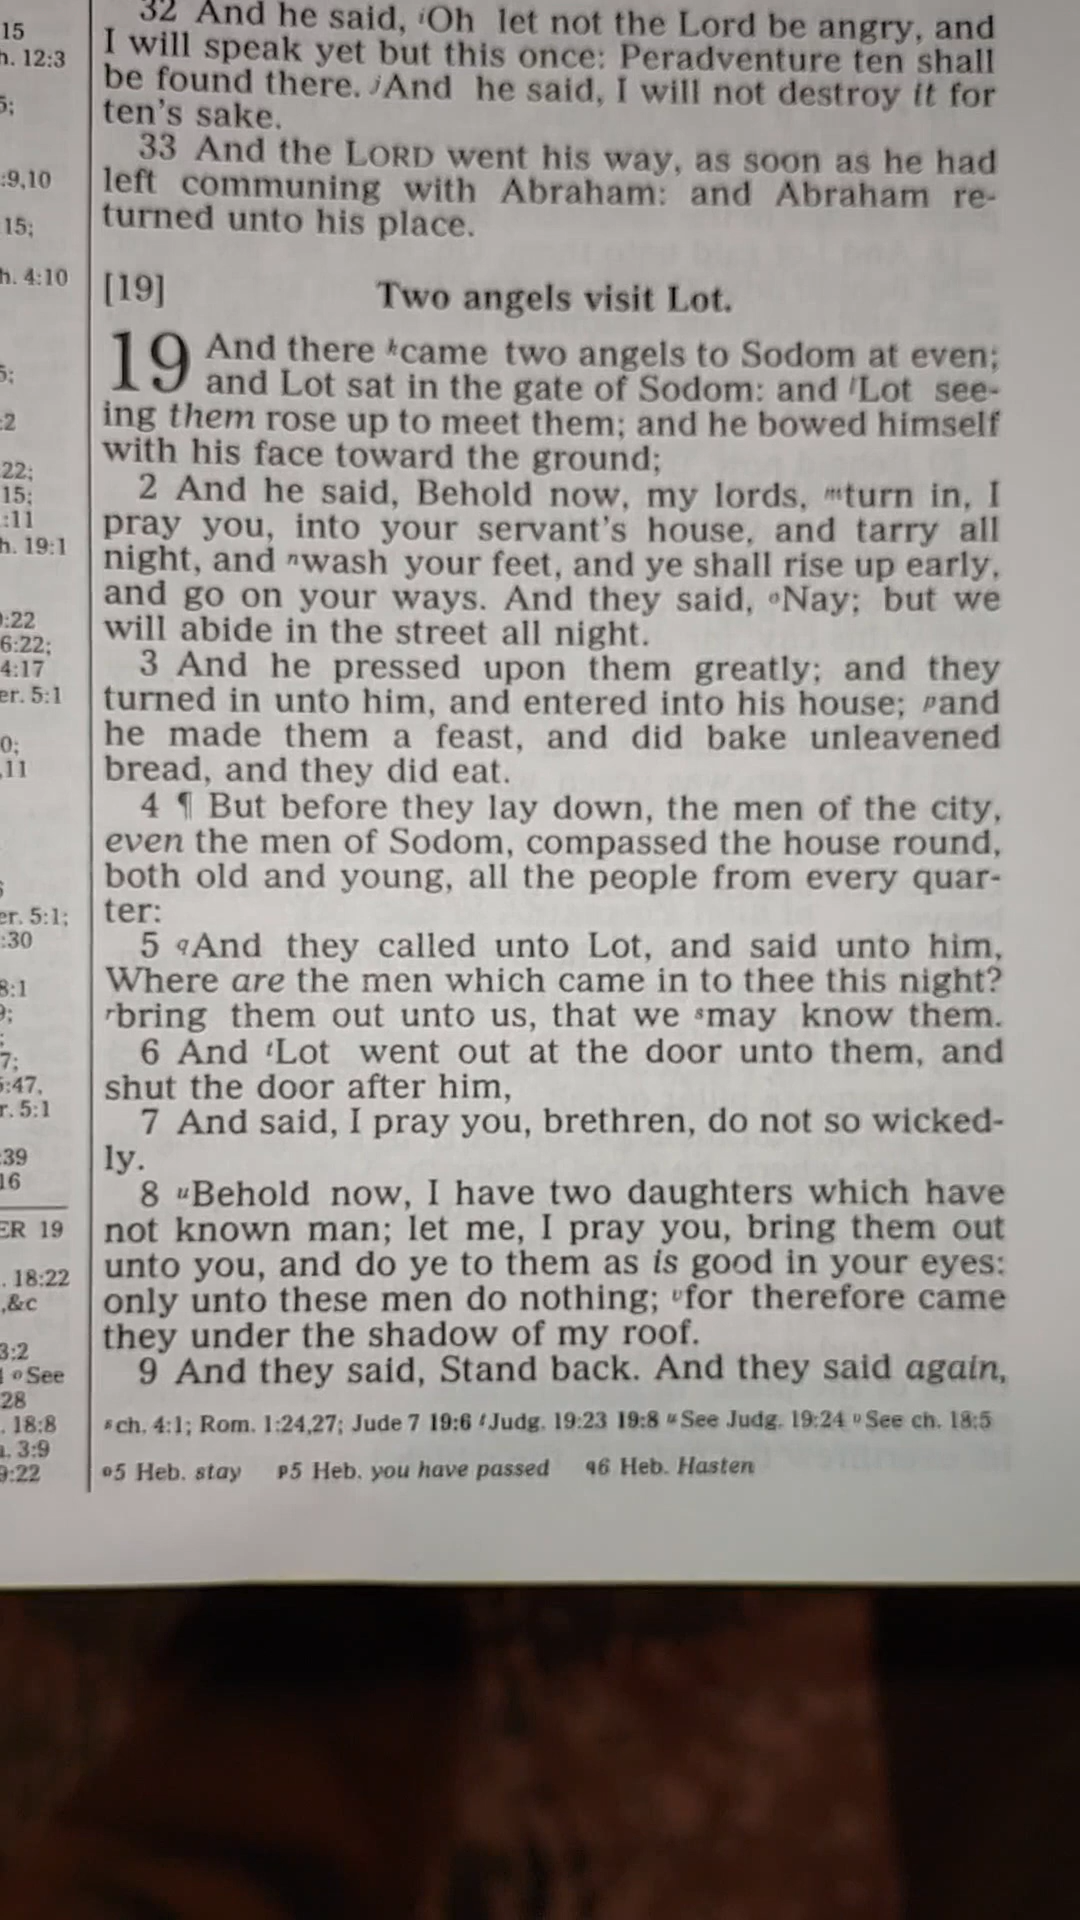 15
h. 12:3
5;
:9,10
15;
h. 4:10
5;
:2
22;
15;
:11
h. 19:1
:22
6:22;
4:17
er. 5:1
0;
,11
er. 5:1;
:30
8:1
9;
7;
5:47,
r. 5:1
:39
16
ER 19
. 18:22
,&c
3:2
o See
28
. 18:8
. 3:9
9:22
32 And he said, iOh let not the Lord be angry, and
I will speak yet but this once: Peradventure ten shall
be found there. jAnd he said, I will not destroy it for
ten's sake.
33 And the LORD went his way, as soon as he had
left communing with Abraham: and Abraham re-
turned unto his place.
[19] Two angels visit Lot.
19 And there kcame two angels to Sodom at even;
and Lot sat in the gate of Sodom: and lLot see-
ing them rose up to meet them; and he bowed himself
with his face toward the ground;
2 And he said, Behold now, my lords, mturn in, I
pray you, into your servant's house, and tarry all
night, and nwash your feet, and ye shall rise up early,
and go on your ways. And they said, oNay; but we
will abide in the street all night.
3 And he pressed upon them greatly; and they
turned in unto him, and entered into his house; pand
he made them a feast, and did bake unleavened
bread, and they did eat.
4 ¶ But before they lay down, the men of the city,
even the men of Sodom, compassed the house round,
both old and young, all the people from every quar-
ter:
5 qAnd they called unto Lot, and said unto him,
Where are the men which came in to thee this night?
rbring them out unto us, that we smay know them.
6 And tLot went out at the door unto them, and
shut the door after him,
7 And said, I pray you, brethren, do not so wicked-
ly.
8 uBehold now, I have two daughters which have
not known man; let me, I pray you, bring them out
unto you, and do ye to them as is good in your eyes:
only unto these men do nothing; vfor therefore came
they under the shadow of my roof.
9 And they said, Stand back. And they said again,
s ch. 4:1; Rom. 1:24,27; Jude 7 19:6 t Judg. 19:23 19:8 u See Judg. 19:24 v See ch. 18:5
o5 Heb. stay p5 Heb. you have passed q6 Heb. Hasten